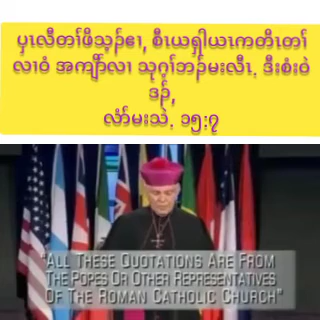 ပှၤလီတၢ်ဖိသ့ၣ်ဧၢ, စီၤယရှါယၤကတိၤတၢ်
လၢဝံ အကျိာ်လၢ သုဂ့ၢ်ဘၣ်မးလီၤ. ဒီးစံးဝဲ
ဒၣ်,
လံာ်မးသဲ. ၁၅:၇
"ALL THESE QUOTATIONS ARE FROM
THE POPES OR OTHER REPRESENTATIVES
OF THE ROMAN CATHOLIC CHURCH"